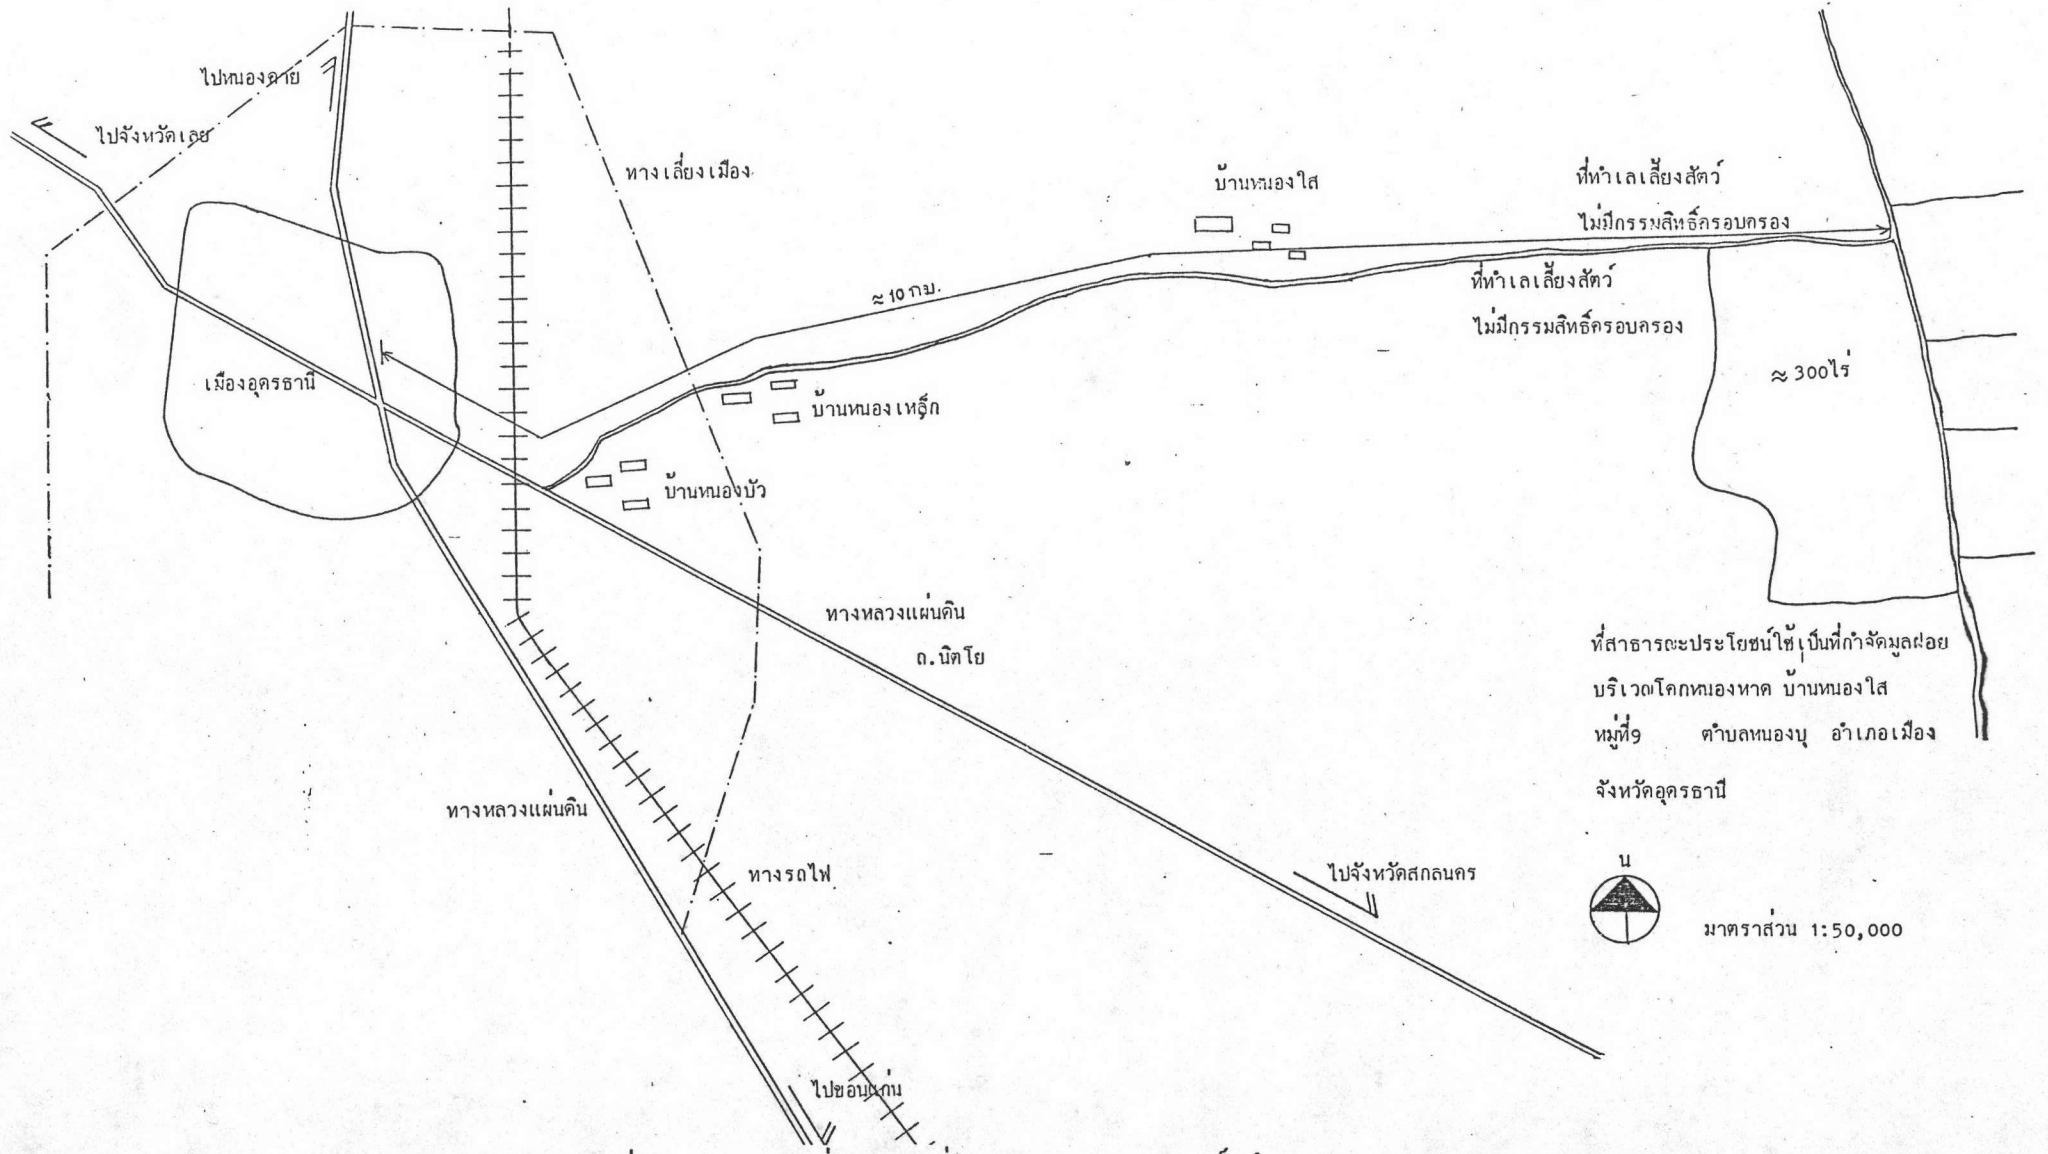 ไปหนองคาย
ไปจังหวัดเลย
ทางเลี่ยงเมือง
บ้านหนองใส
ที่ทำเลเลี้ยงสัตว์
ไม่มีกรรมสิทธิ์ครอบครอง
ที่ทำเลเลี้ยงสัตว์
ไม่มีกรรมสิทธิ์ครอบครอง
≈ 10 กม.
≈ 300ไร่
เมืองอุดรธานี
บ้านหนองเหล็ก
บ้านหนองบัว
ทางหลวงแผ่นดิน
ถ.นิตโย
ที่สาธารณะประโยชน์ใช้เป็นที่กำจัดมูลฝอย
บริเวณโคกหนองหาด บ้านหนองใส
หมู่ที่9 ตำบลหนองบุ อำเภอเมือง
จังหวัดอุดรธานี
ทางหลวงแผ่นดิน
ทางรถไฟ
ไปจังหวัดสกลนคร
น
มาตราส่วน 1:50,000
ไปขอนแก่น